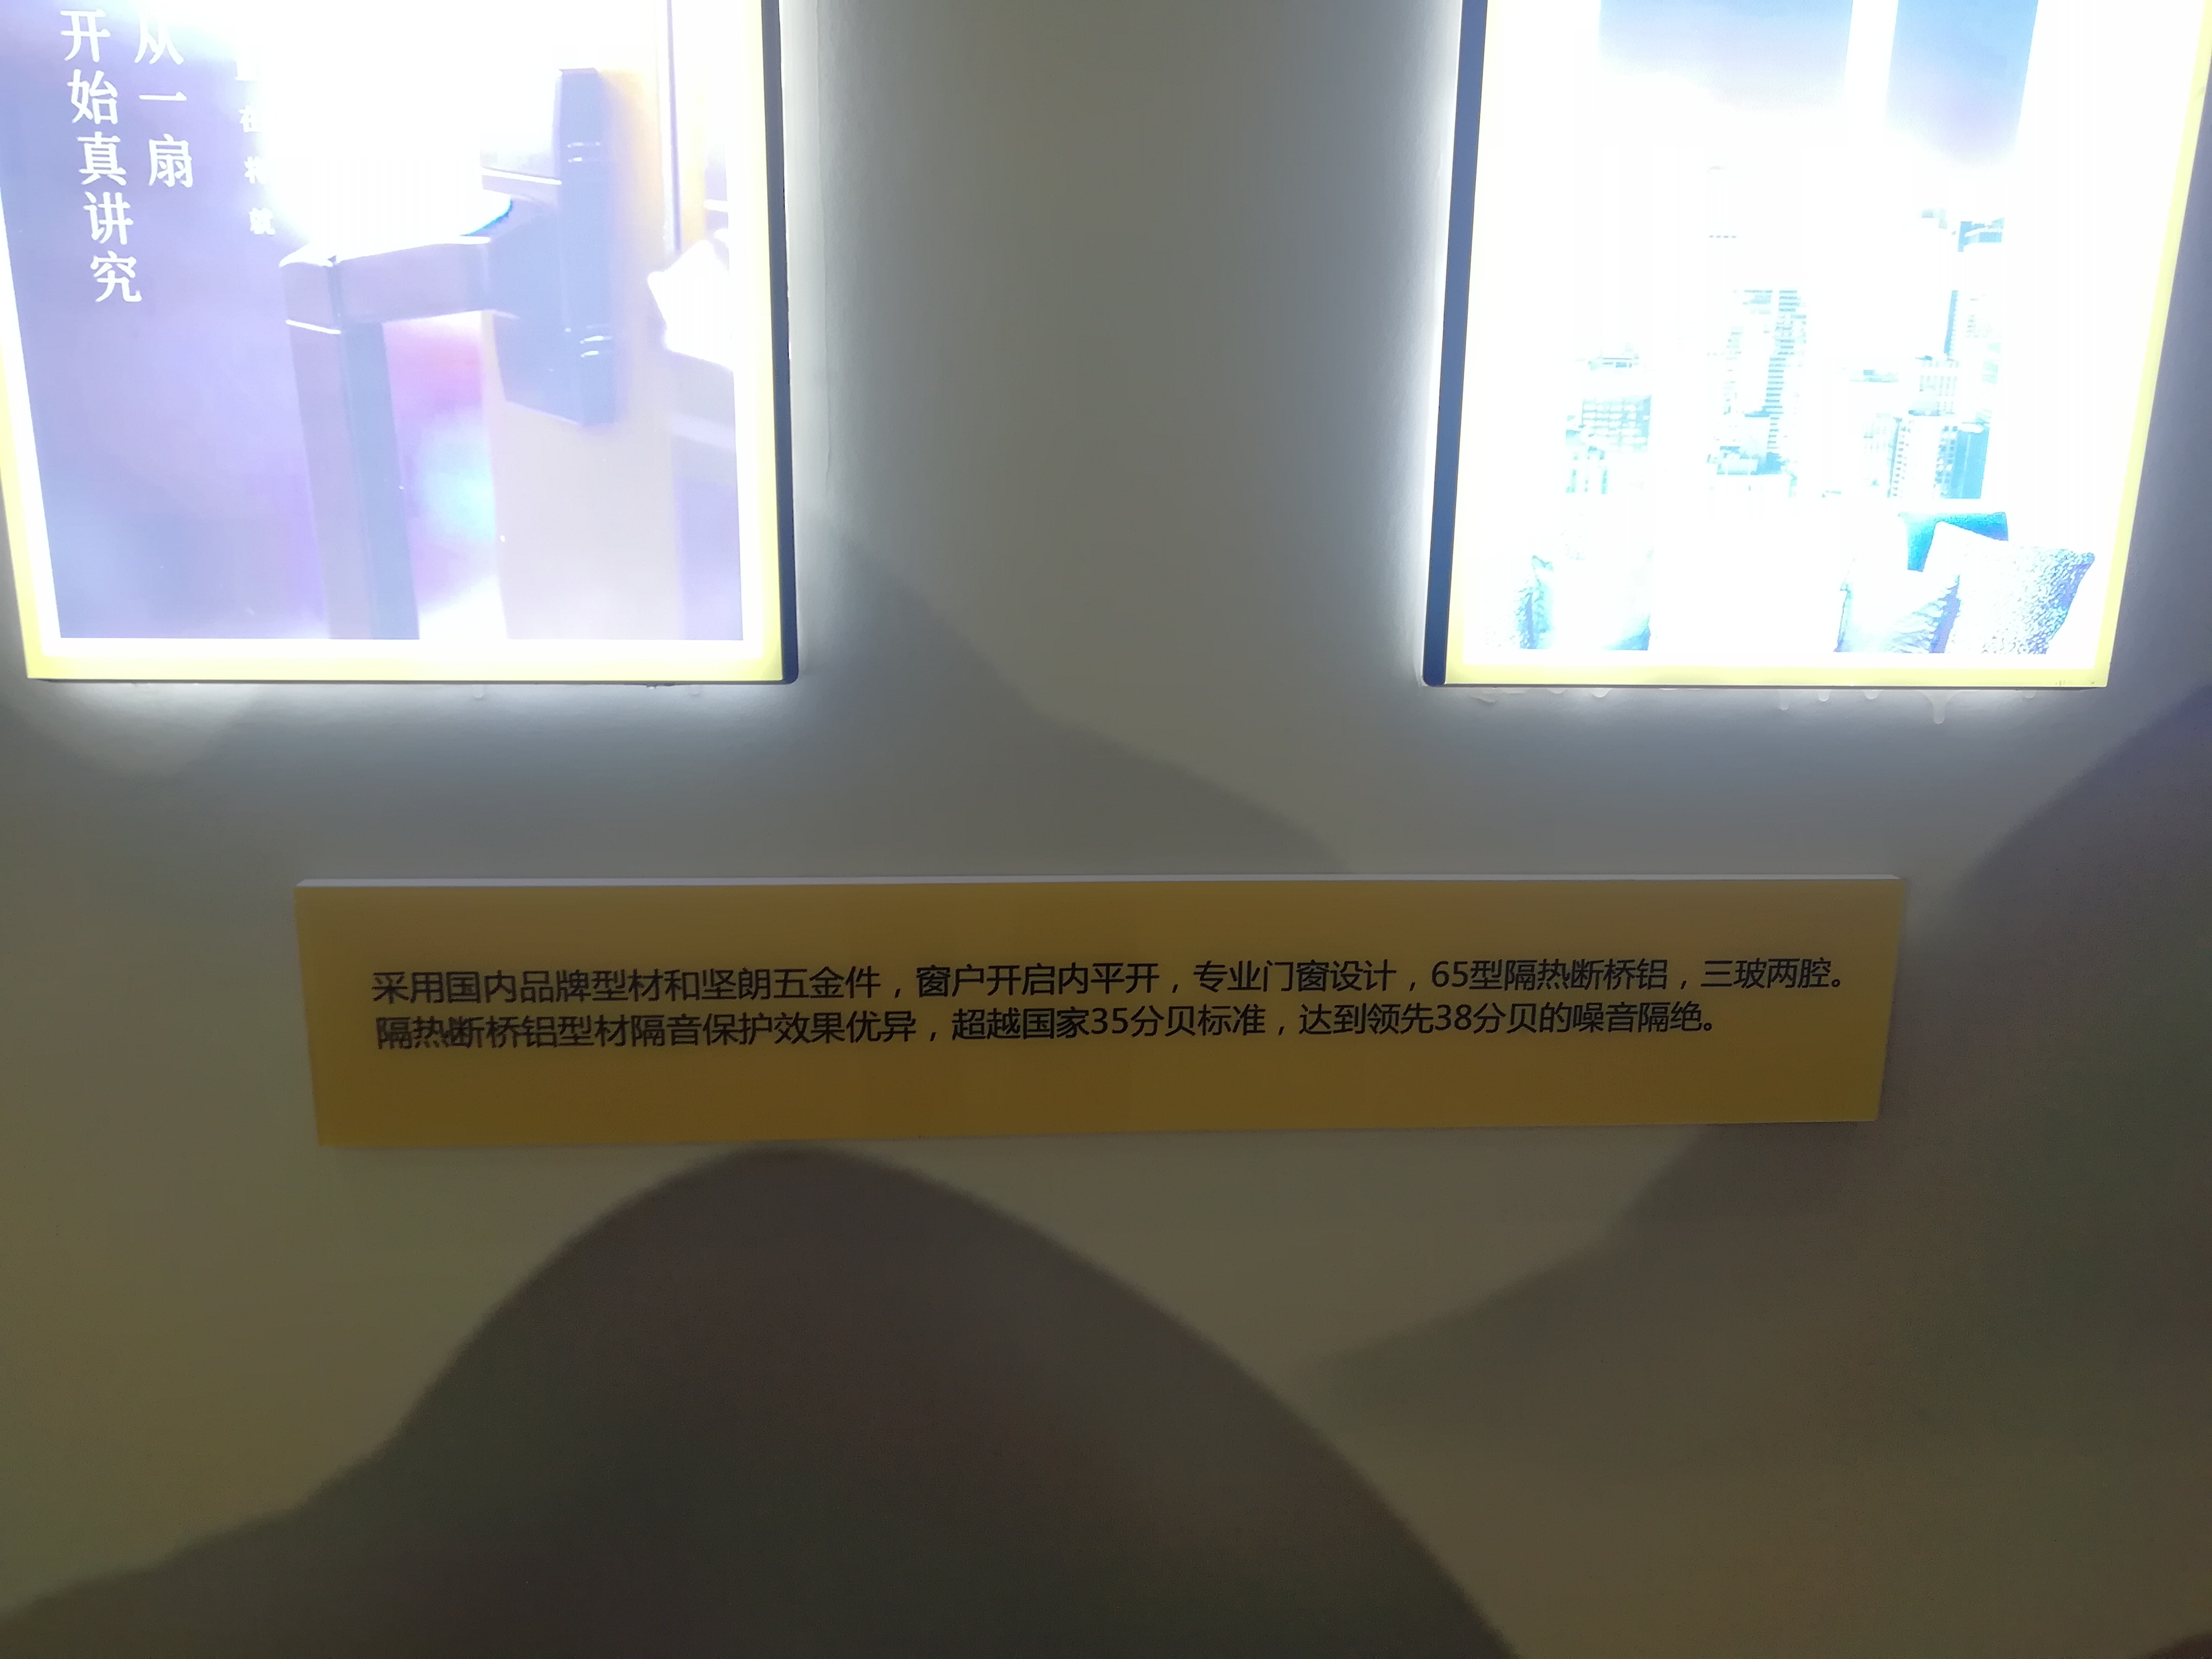 从一扇
开始真讲究
采用国内品牌型材和坚朗五金件，窗户开启内平开，专业门窗设计，65型隔热断桥铝，三玻两腔。
隔热断桥铝型材隔音保护效果优异，超越国家35分贝标准，达到领先38分贝的噪音隔绝。